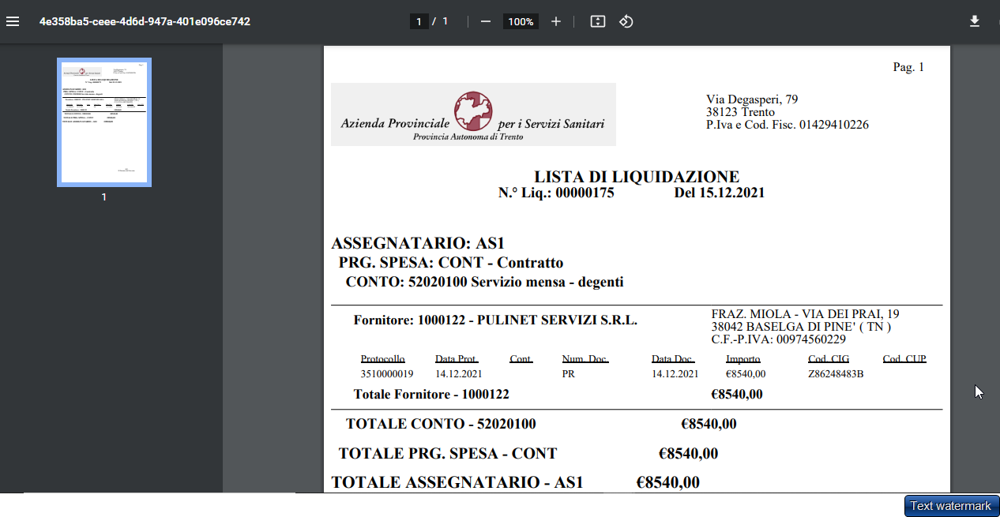 4e358ba5-ceee-4d6d-947a-401e096ce742
1 / 1
100%
1
Pag. 1
Azienda Provinciale per i Servizi Sanitari
Provincia Autonoma di Trento
Via Degasperi, 79
38123 Trento
P.Iva e Cod. Fisc. 01429410226
LISTA DI LIQUIDAZIONE
N.° Liq.: 00000175 Del 15.12.2021
ASSEGNATARIO: AS1
PRG. SPESA: CONT - Contratto
CONTO: 52020100 Servizio mensa - degenti
Fornitore: 1000122 - PULINET SERVIZI S.R.L.
FRAZ. MIOLA - VIA DEI PRAI, 19
38042 BASELGA DI PINE' ( TN )
C.F.-P.IVA: 00974560229
Protocollo Data Prot. Cont. Num. Doc. Data Doc. Importo Cod. CIG Cod. CUP
3510000019 14.12.2021 PR 14.12.2021 €8540,00 Z86248483B
Totale Fornitore - 1000122 €8540,00
TOTALE CONTO - 52020100 €8540,00
TOTALE PRG. SPESA - CONT €8540,00
TOTALE ASSEGNATARIO - AS1 €8540,00
Text watermark